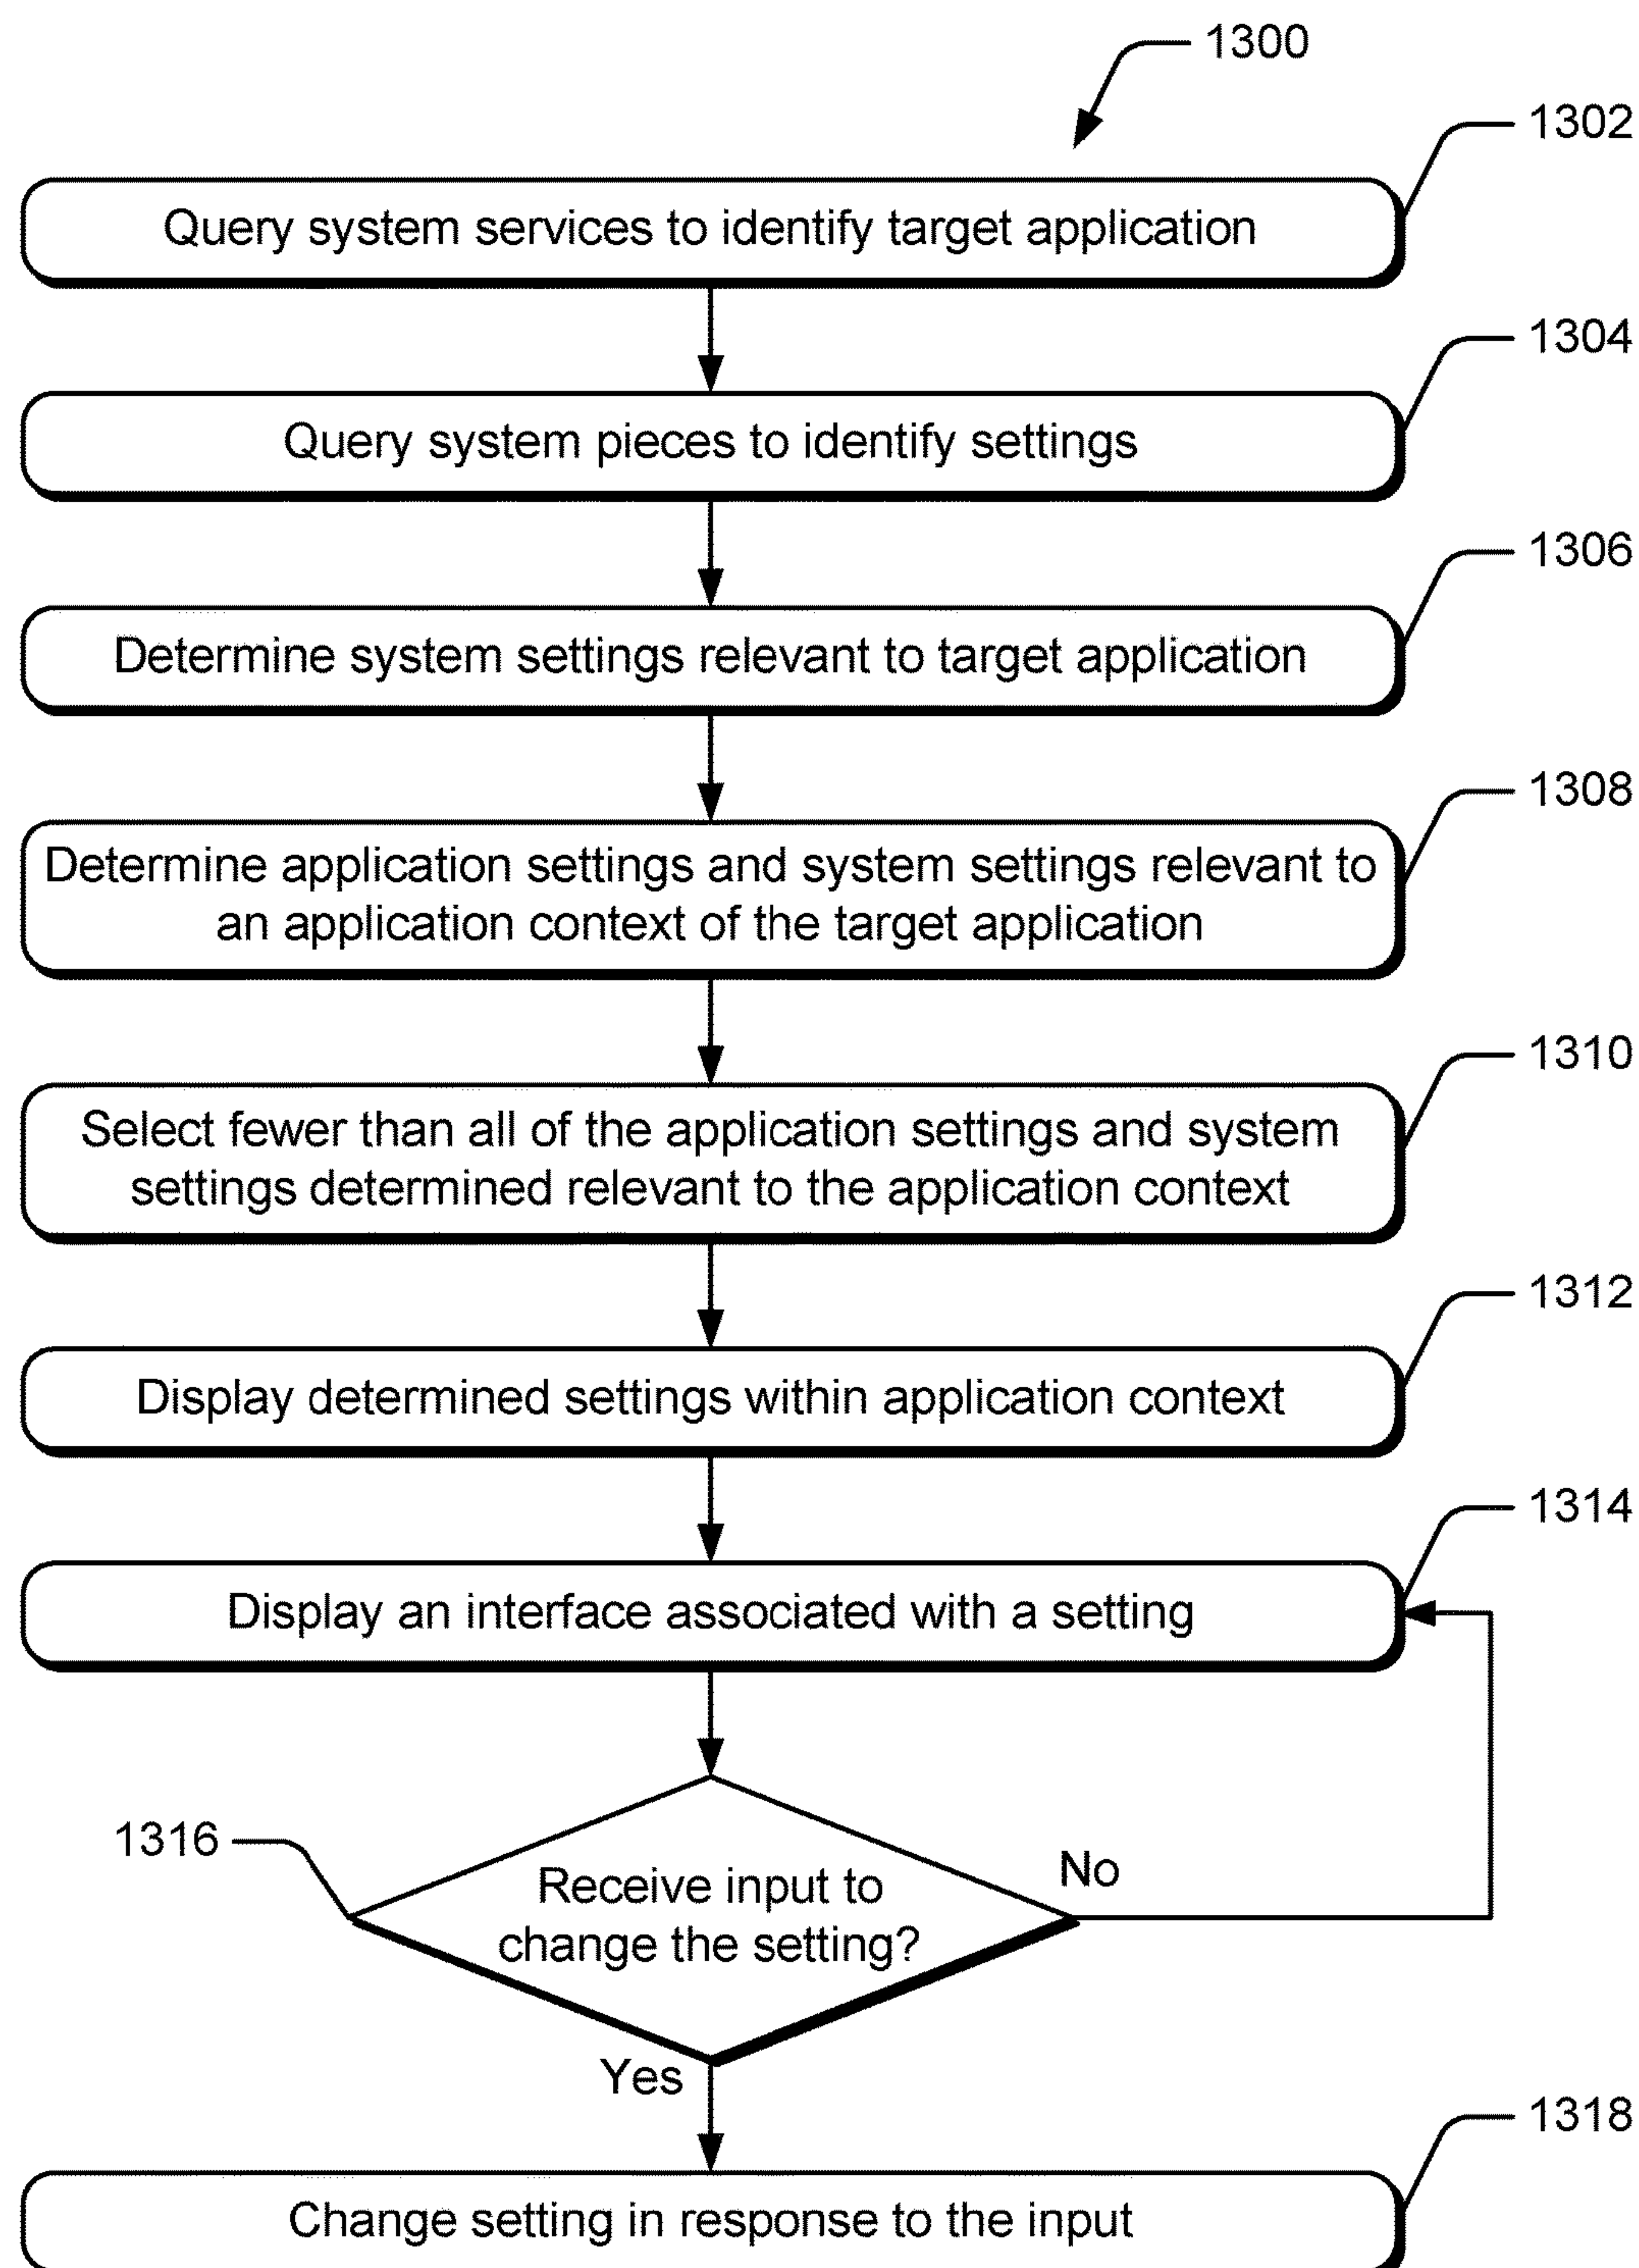 1300
1302
Query system services to identify target application
1304
Query system pieces to identify settings
1306
Determine system settings relevant to target application
1308
Determine application settings and system settings relevant to
an application context of the target application
1310
Select fewer than all of the application settings and system
settings determined relevant to the application context
1312
Display determined settings within application context
1314
Display an interface associated with a setting
1316
Receive input to
change the setting?
No
Yes
1318
Change setting in response to the input